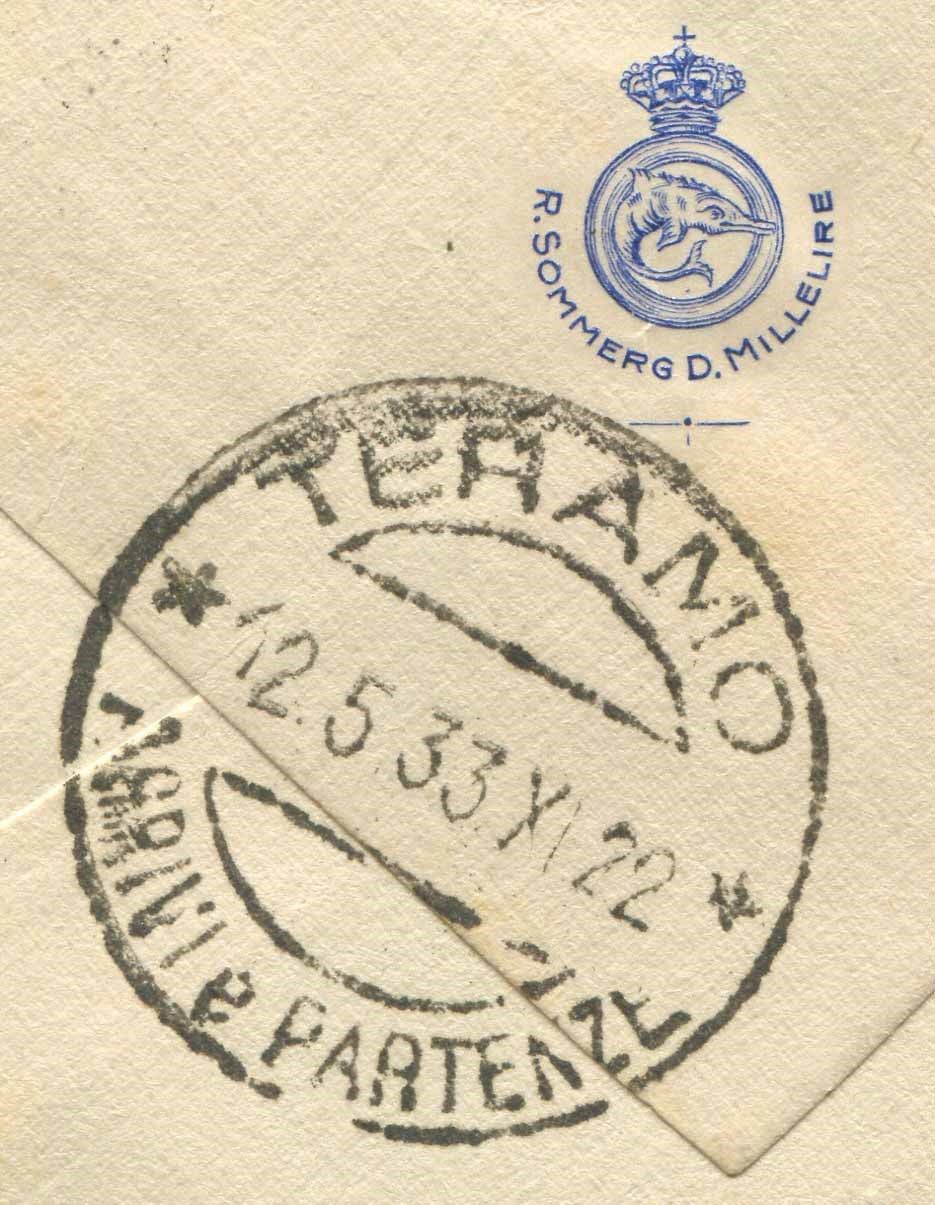 R. SOMMERG D. MILLELIRE
TERAMO
12.5 33.XI 22
ARRIVI e PARTENZE